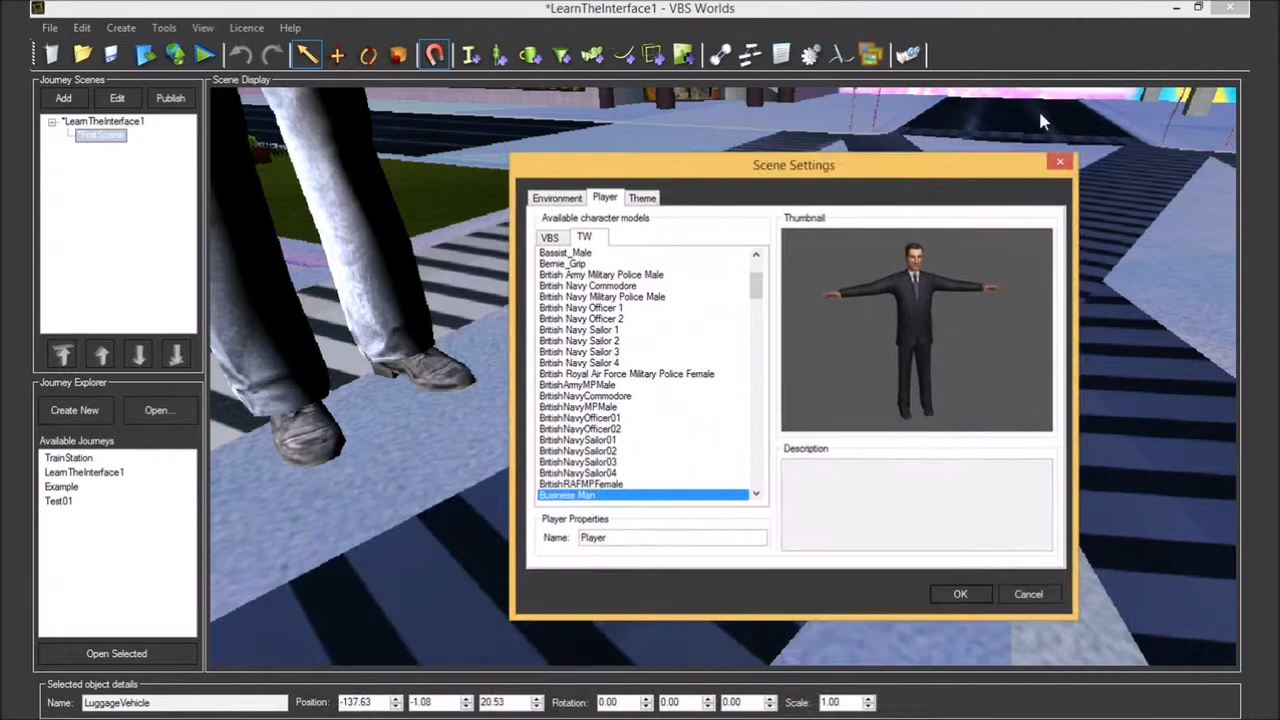 *LearnTheInterface1 - VBS Worlds
File Edit Create Tools View Licence Help
Journey Scenes
Scene Display
Add Edit Publish
*LearnTheInterface1
*FirstScene
Scene Settings
Environment Player Theme
Available character models
Thumbnail
VBS TW
Bassist_Male
Bernie_Grip
British Army Military Police Male
British Navy Commodore
British Navy Military Police Male
British Navy Officer 1
British Navy Officer 2
British Navy Sailor 1
British Navy Sailor 2
British Navy Sailor 3
British Navy Sailor 4
British Royal Air Force Military Police Female
BritishArmyMPMale
BritishNavyCommodore
BritishNavyMPMale
BritishNavyOfficer01
BritishNavyOfficer02
BritishNavySailor01
BritishNavySailor02
BritishNavySailor03
BritishNavySailor04
BritishRAFMPFemale
Business Man
Description
Player Properties
Name: Player
OK Cancel
Journey Explorer
Create New Open...
Available Journeys
TrainStation
LearnTheInterface1
Example
Test01
Open Selected
Selected object details
Name: LuggageVehicle Position: -137.63 -1.08 20.53 Rotation: 0.00 0.00 0.00 Scale: 1.00